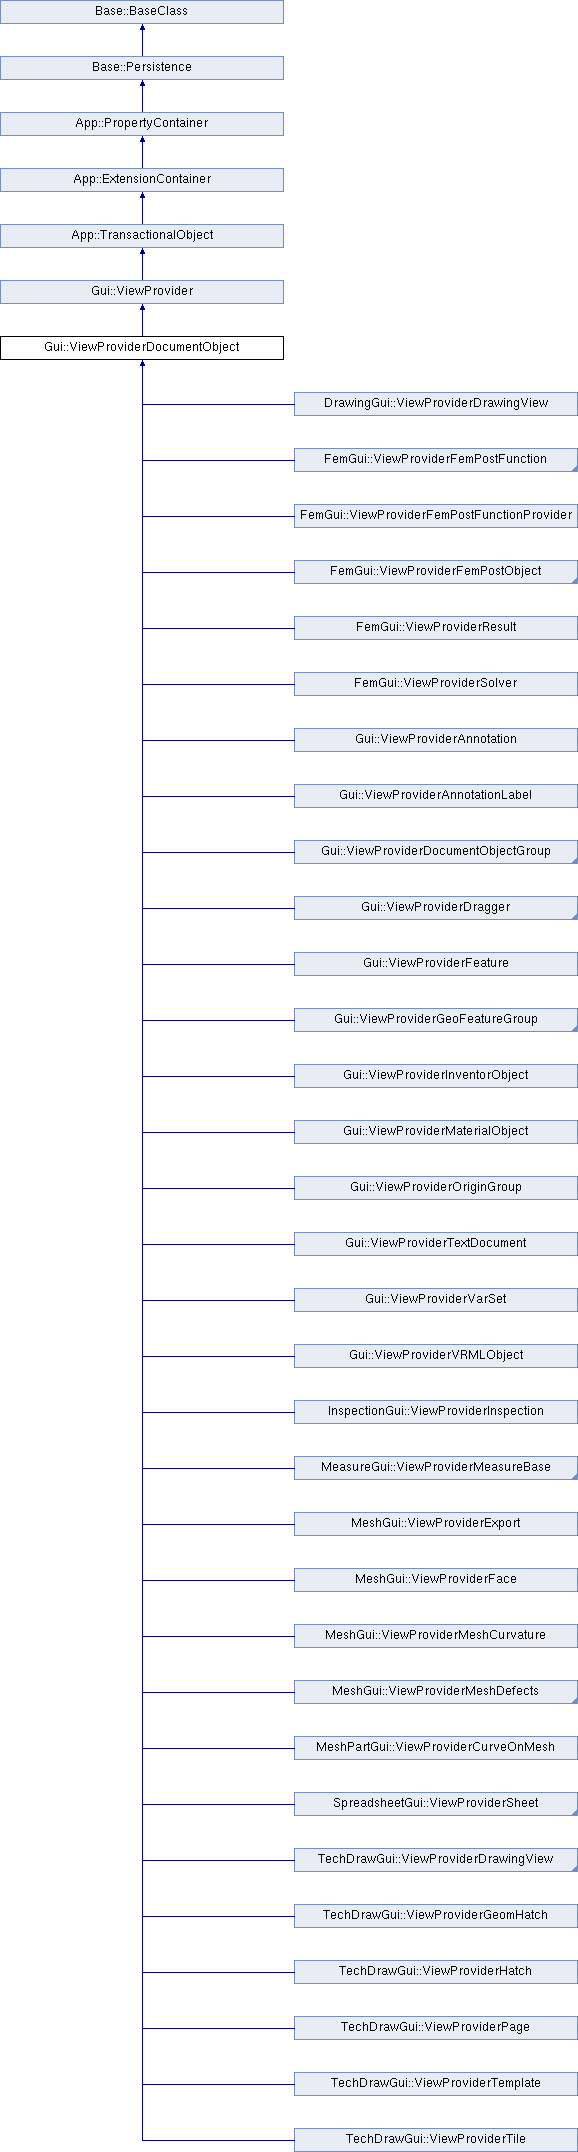 Base::BaseClass
Base::Persistence
App::PropertyContainer
App::ExtensionContainer
App::TransactionalObject
Gui::ViewProvider
Gui::ViewProviderDocumentObject
DrawingGui::ViewProviderDrawingView
FemGui::ViewProviderFemPostFunction
FemGui::ViewProviderFemPostFunctionProvider
FemGui::ViewProviderFemPostObject
FemGui::ViewProviderResult
FemGui::ViewProviderSolver
Gui::ViewProviderAnnotation
Gui::ViewProviderAnnotationLabel
Gui::ViewProviderDocumentObjectGroup
Gui::ViewProviderDragger
Gui::ViewProviderFeature
Gui::ViewProviderGeoFeatureGroup
Gui::ViewProviderInventorObject
Gui::ViewProviderMaterialObject
Gui::ViewProviderOriginGroup
Gui::ViewProviderTextDocument
Gui::ViewProviderVarSet
Gui::ViewProviderVRMLObject
InspectionGui::ViewProviderInspection
MeasureGui::ViewProviderMeasureBase
MeshGui::ViewProviderExport
MeshGui::ViewProviderFace
MeshGui::ViewProviderMeshCurvature
MeshGui::ViewProviderMeshDefects
MeshPartGui::ViewProviderCurveOnMesh
SpreadsheetGui::ViewProviderSheet
TechDrawGui::ViewProviderDrawingView
TechDrawGui::ViewProviderGeomHatch
TechDrawGui::ViewProviderHatch
TechDrawGui::ViewProviderPage
TechDrawGui::ViewProviderTemplate
TechDrawGui::ViewProviderTile